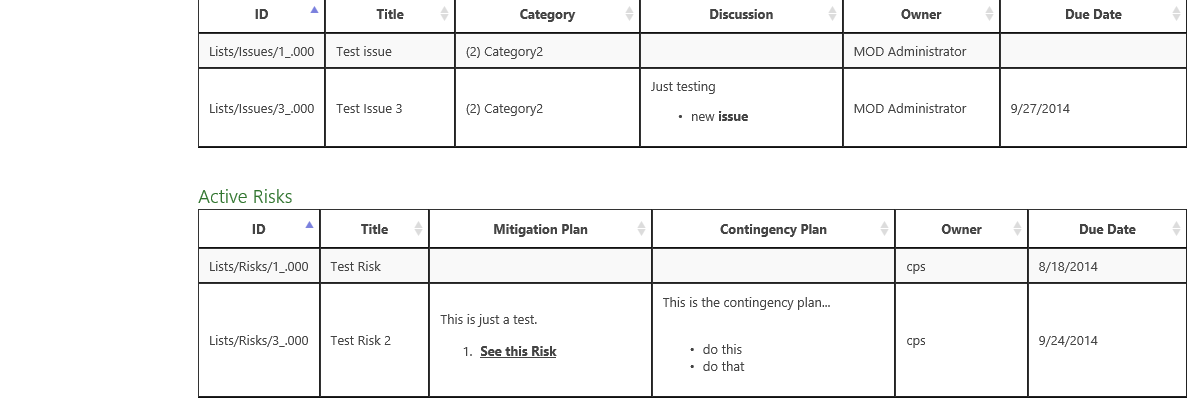 ID Title Category Discussion Owner Due Date
Lists/Issues/1_.000 Test issue (2) Category2 MOD Administrator
Lists/Issues/3_.000 Test Issue 3 (2) Category2 Just testing MOD Administrator 9/27/2014
• new issue
Active Risks
ID Title Mitigation Plan Contingency Plan Owner Due Date
Lists/Risks/1_.000 Test Risk cps 8/18/2014
This is the contingency plan...
This is just a test.
Lists/Risks/3_.000 Test Risk 2 cps 9/24/2014
1. See this Risk
• do this
• do that